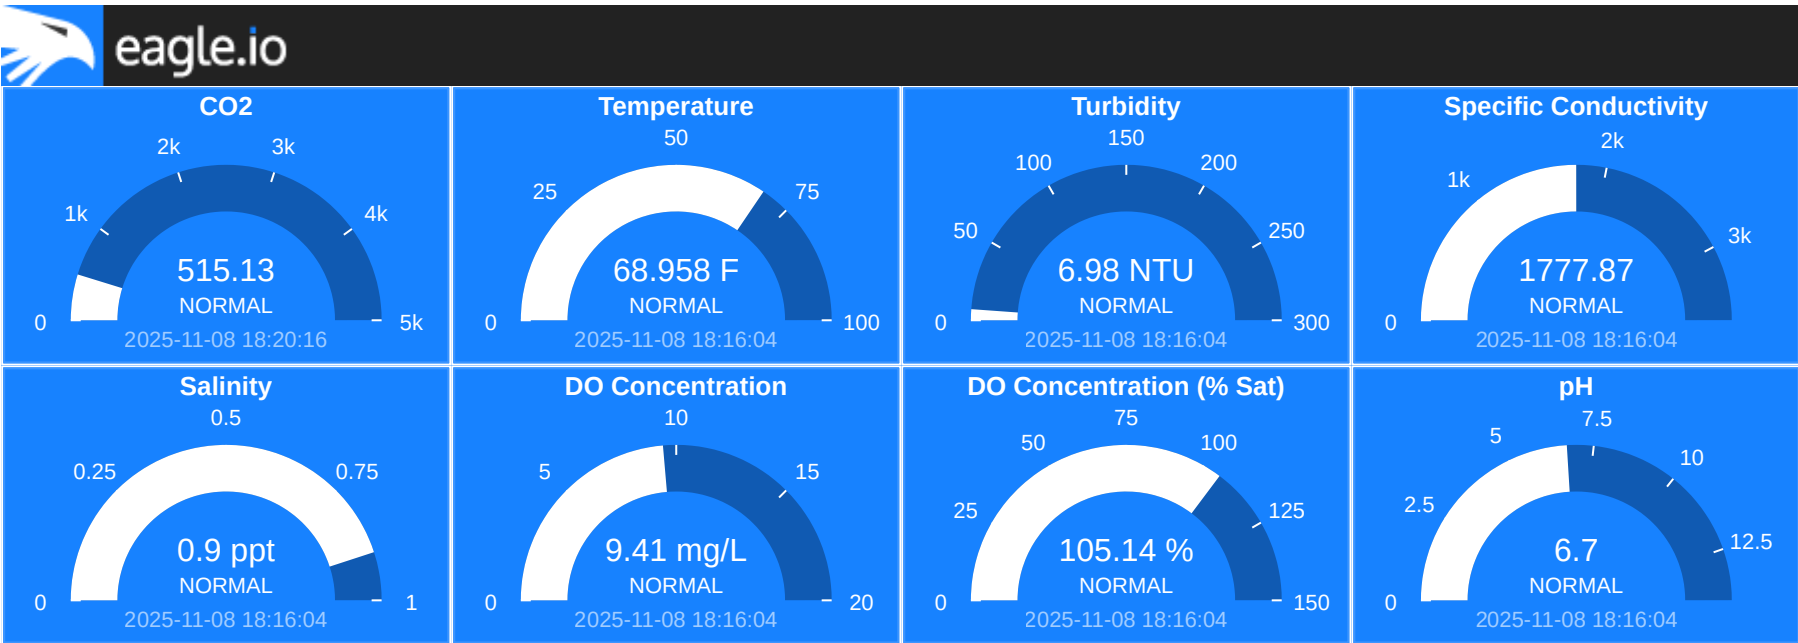 eagle.io
CO2
0
1k
2k
3k
4k
5k
515.13
NORMAL
2025-11-08 18:20:16
Temperature
0
25
50
75
100
68.958 F
NORMAL
2025-11-08 18:16:04
Turbidity
0
50
100
150
200
250
300
6.98 NTU
NORMAL
2025-11-08 18:16:04
Specific Conductivity
0
1k
2k
3k
1777.87
NORMAL
2025-11-08 18:16:04
Salinity
0
0.25
0.5
0.75
1
0.9 ppt
NORMAL
2025-11-08 18:16:04
DO Concentration
0
5
10
15
20
9.41 mg/L
NORMAL
2025-11-08 18:16:04
DO Concentration (% Sat)
0
25
50
75
100
125
150
105.14 %
NORMAL
2025-11-08 18:16:04
pH
0
2.5
5
7.5
10
12.5
6.7
NORMAL
2025-11-08 18:16:04